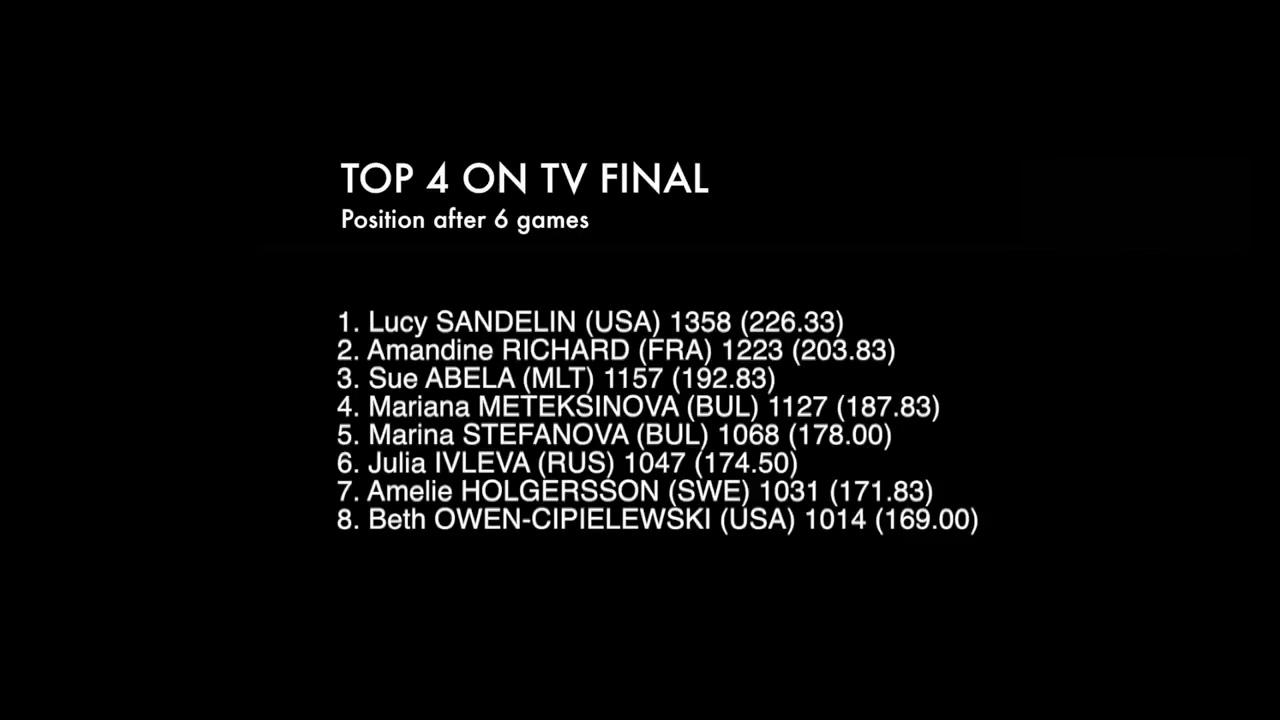 TOP 4 ON TV FINAL
Position after 6 games
1. Lucy SANDELIN (USA) 1358 (226.33)
2. Amandine RICHARD (FRA) 1223 (203.83)
3. Sue ABELA (MLT) 1157 (192.83)
4. Mariana METEKSINOVA (BUL) 1127 (187.83)
5. Marina STEFANOVA (BUL) 1068 (178.00)
6. Julia IVLEVA (RUS) 1047 (174.50)
7. Amelie HOLGERSSON (SWE) 1031 (171.83)
8. Beth OWEN-CIPIELEWSKI (USA) 1014 (169.00)